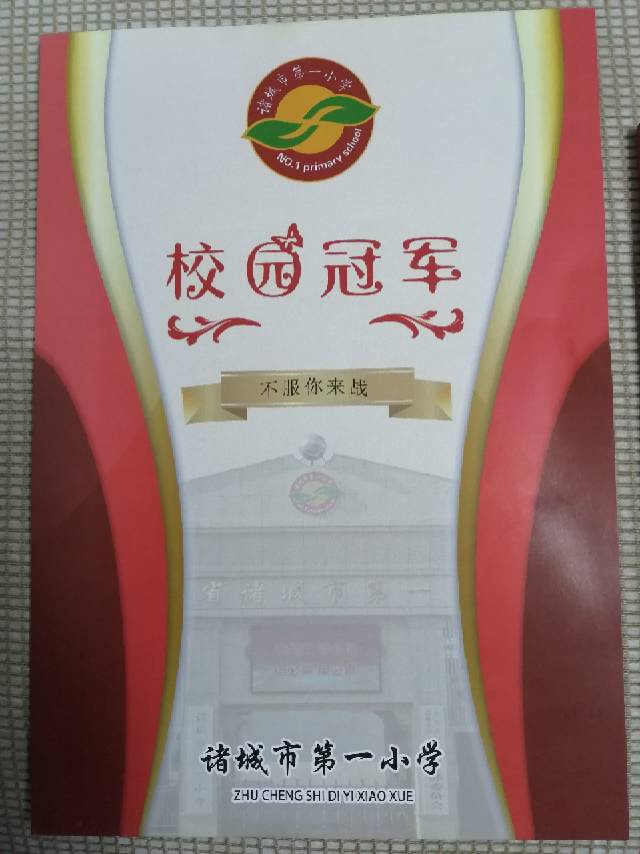 诸城市第一小学
NO.1 primary school
校园冠军
不服你来战
省诸城市第一
诸城市第一小学
ZHU CHENG SHI DI YI XIAO XUE